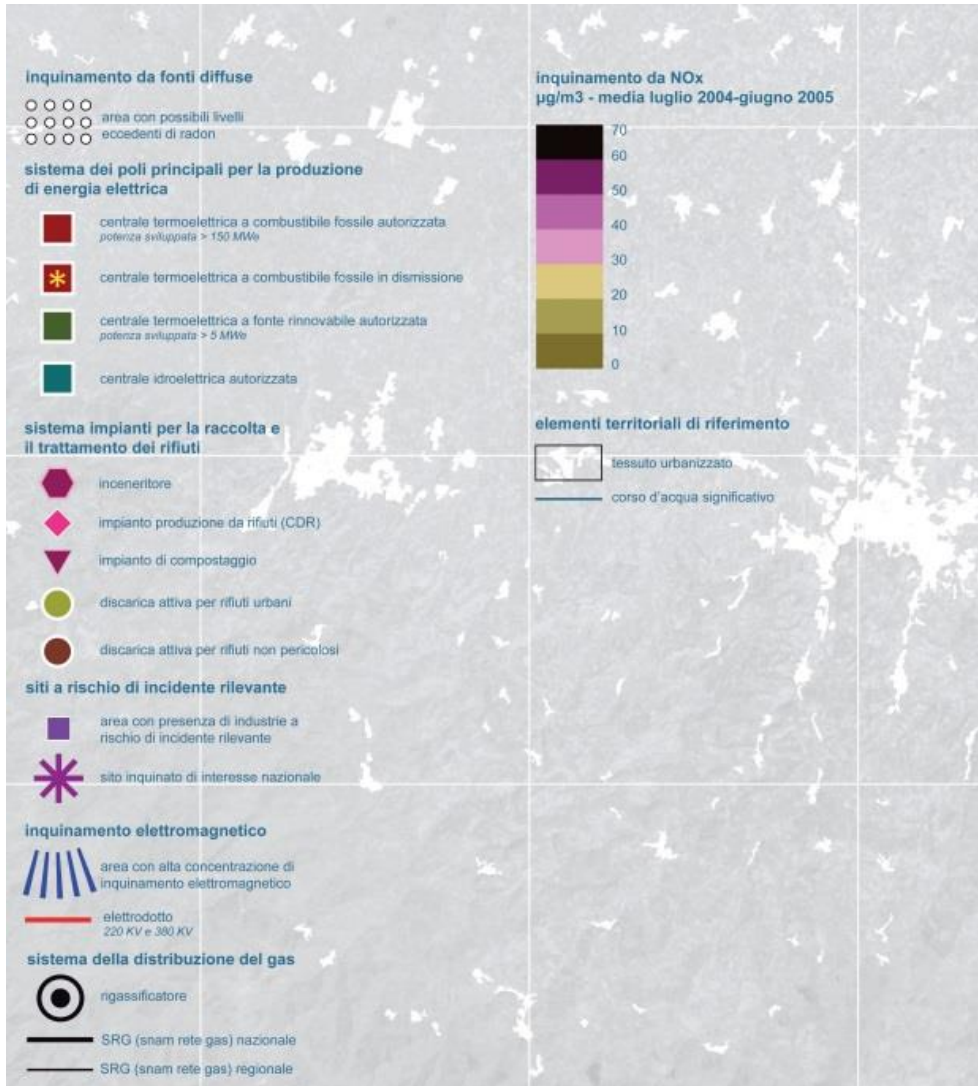 inquinamento da fonti diffuse
area con possibili livelli
eccedenti di radon
sistema dei poli principali per la produzione
di energia elettrica
centrale termoelettrica a combustibile fossile autorizzata
potenza sviluppata > 150 MWe
centrale termoelettrica a combustibile fossile in dismissione
centrale termoelettrica a fonte rinnovabile autorizzata
potenza sviluppata > 5 MWe
centrale idroelettrica autorizzata
sistema impianti per la raccolta e
il trattamento dei rifiuti
inceneritore
impianto produzione da rifiuti (CDR)
impianto di compostaggio
discarica attiva per rifiuti urbani
discarica attiva per rifiuti non pericolosi
siti a rischio di incidente rilevante
area con presenza di industrie a
rischio di incidente rilevante
sito inquinato di interesse nazionale
inquinamento elettromagnetico
area con alta concentrazione di
inquinamento elettromagnetico
elettrodotto
220 KV e 380 KV
sistema della distribuzione del gas
rigassificatore
SRG (snam rete gas) nazionale
SRG (snam rete gas) regionale
inquinamento da NOx
µg/m3 - media luglio 2004-giugno 2005
70
60
50
40
30
20
10
0
elementi territoriali di riferimento
tessuto urbanizzato
corso d'acqua significativo